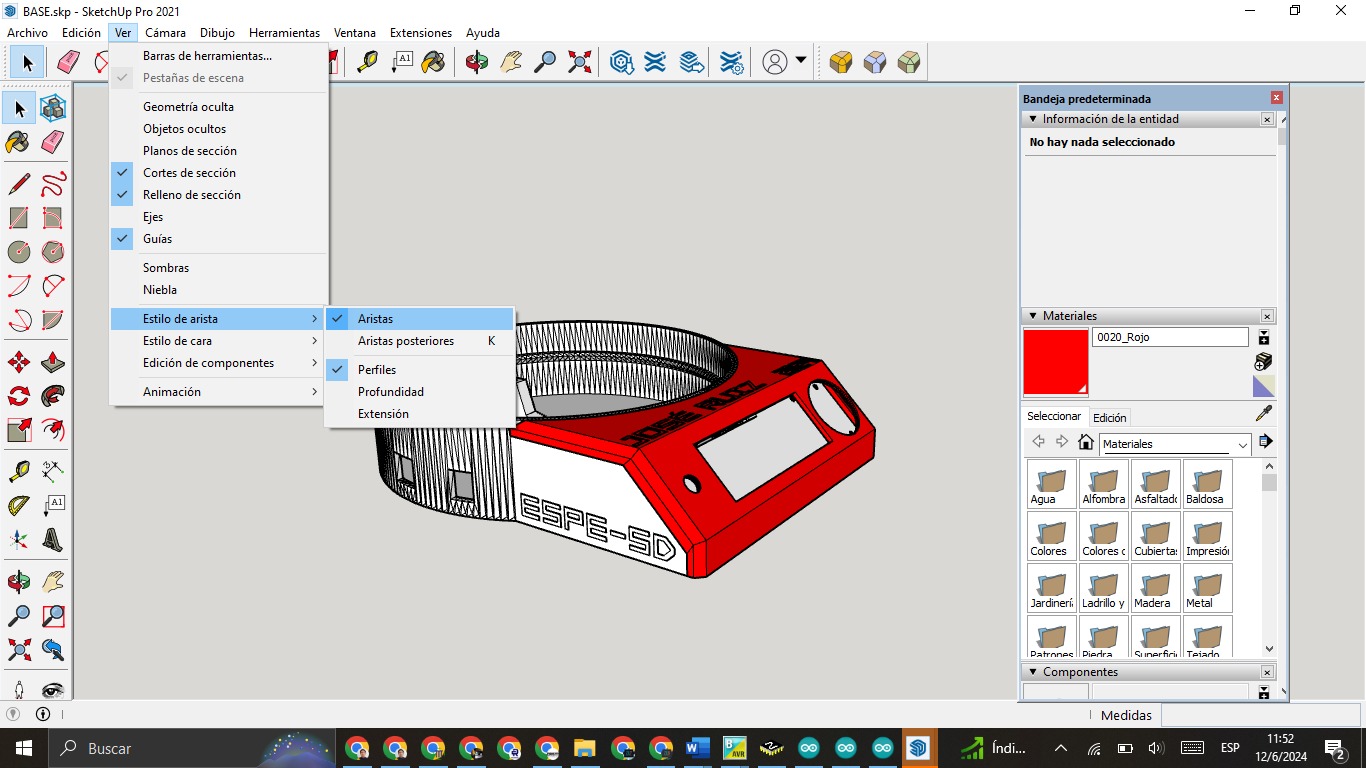 BASE.skp - SketchUp Pro 2021
Archivo Edición Ver Cámara Dibujo Herramientas Ventana Extensiones Ayuda
Barras de herramientas...
Pestañas de escena
Geometría oculta
Objetos ocultos
Planos de sección
Cortes de sección
Relleno de sección
Ejes
Guías
Sombras
Niebla
Estilo de arista
Estilo de cara
Edición de componentes
Animación
Aristas
Aristas posteriores K
Perfiles
Profundidad
Extensión
A1
A1
JOSÉ RUIZ
ESPE-SD
Bandeja predeterminada
Información de la entidad
No hay nada seleccionado
Materiales
0020_Rojo
Seleccionar Edición
Materiales
Agua Alfombra Asfaltado Baldosa
Colores Colores c Cubiertas Impresión
Jardinería Ladrillo y Madera Metal
Patrones Piedra Superfici Tejado
Componentes
Medidas
Buscar
AVR
Índi...
ESP
11:52
12/6/2024
2